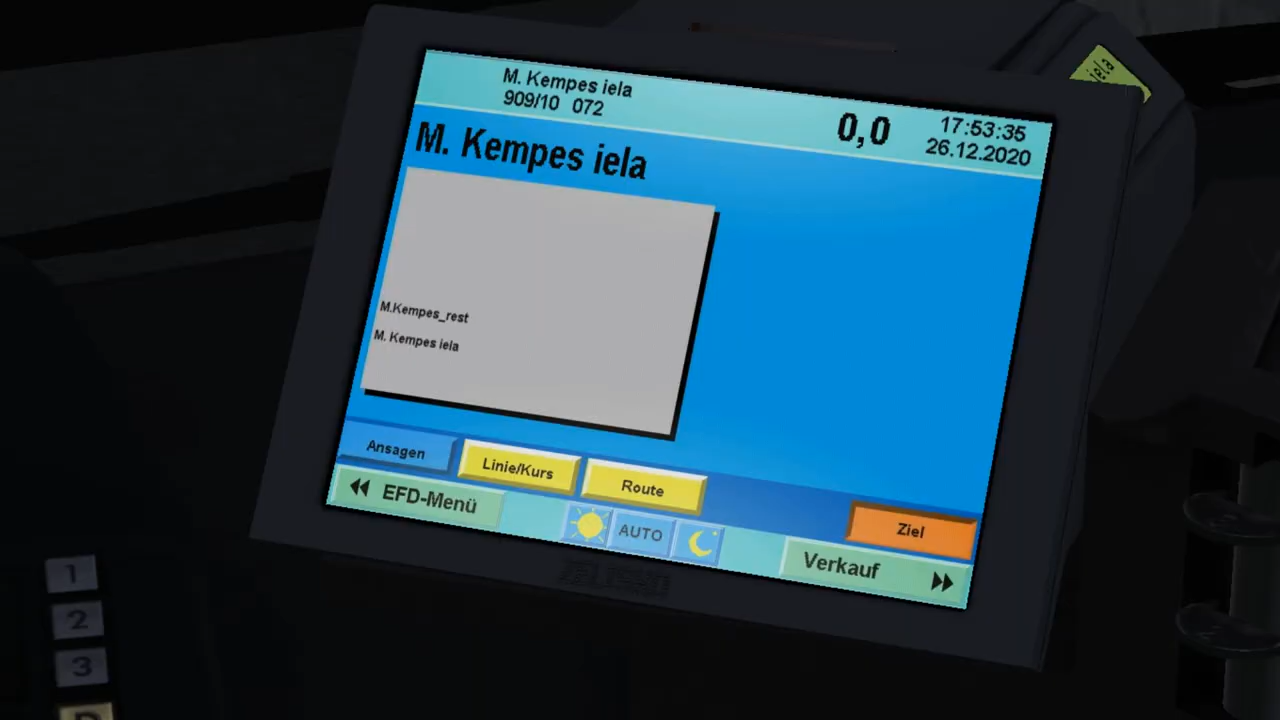 M. Kempes iela
909/10 072
0,0
17:53:35
26.12.2020
M. Kempes iela
M.Kempes_rest
M. Kempes iela
Ansagen
Linie/Kurs
Route
Ziel
EFD-Menü
AUTO
Verkauf
iela
1
2
3
D